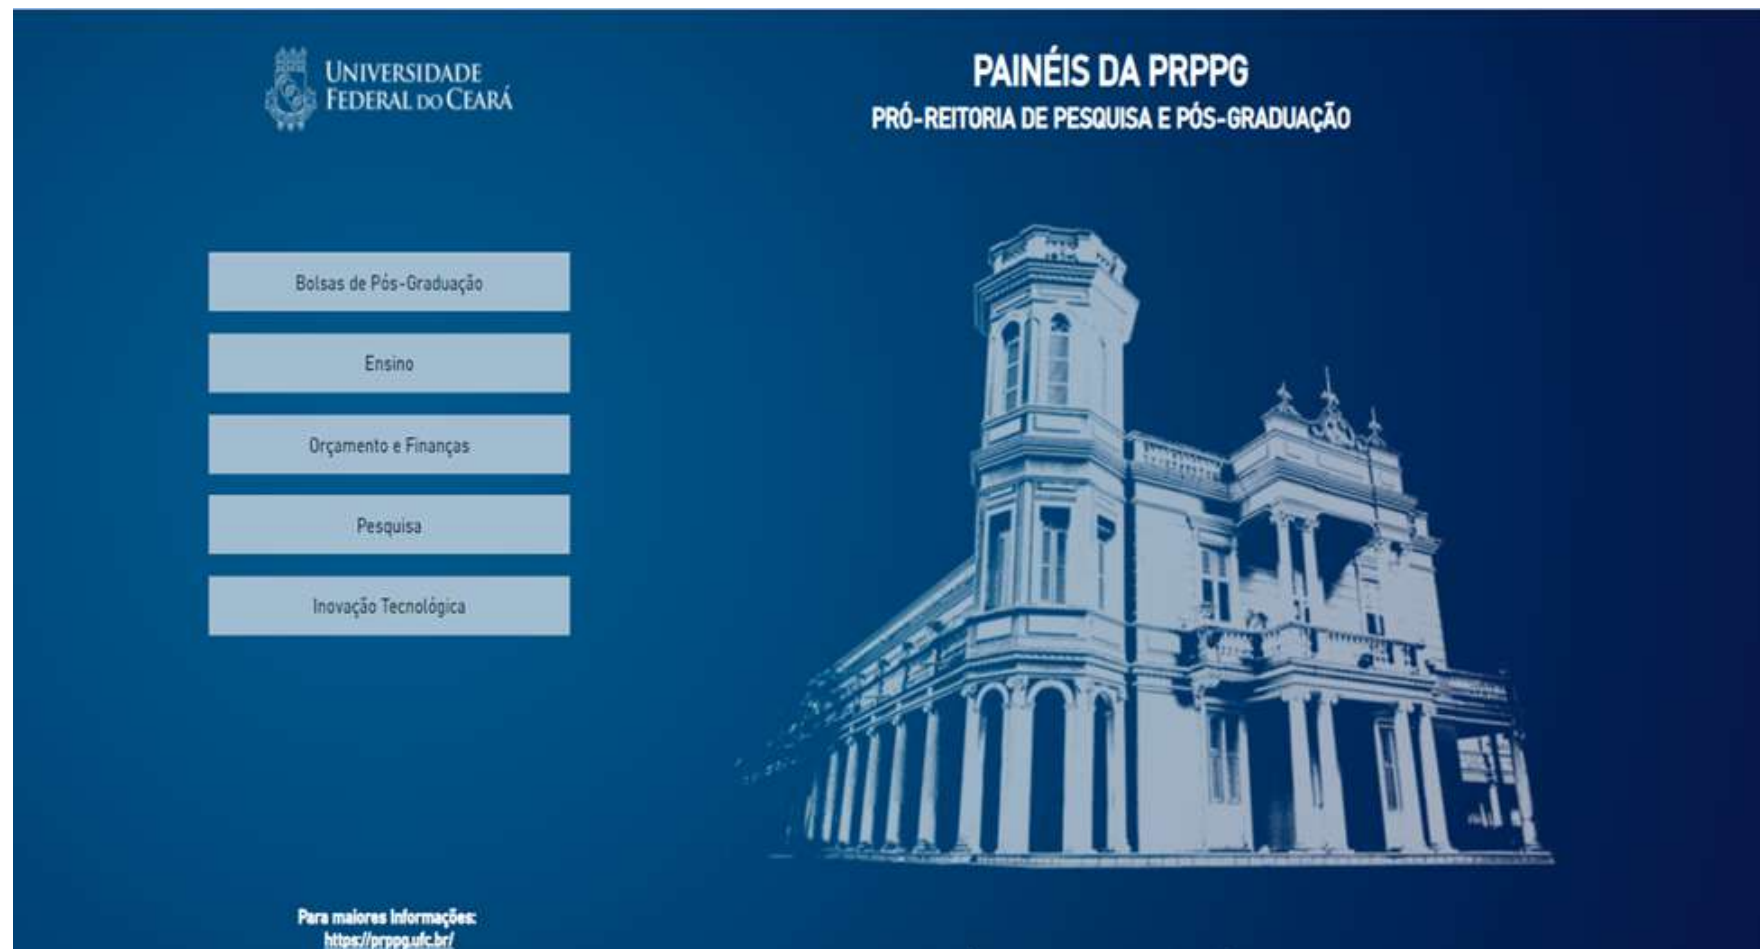 UNIVERSIDADE
FEDERAL DO CEARÁ
PAINÉIS DA PRPPG
PRÓ-REITORIA DE PESQUISA E PÓS-GRADUAÇÃO
Bolsas de Pós-Graduação
Ensino
Orçamento e Finanças
Pesquisa
Inovação Tecnológica
Para maiores Informações:
https://prppg.ufc.br/